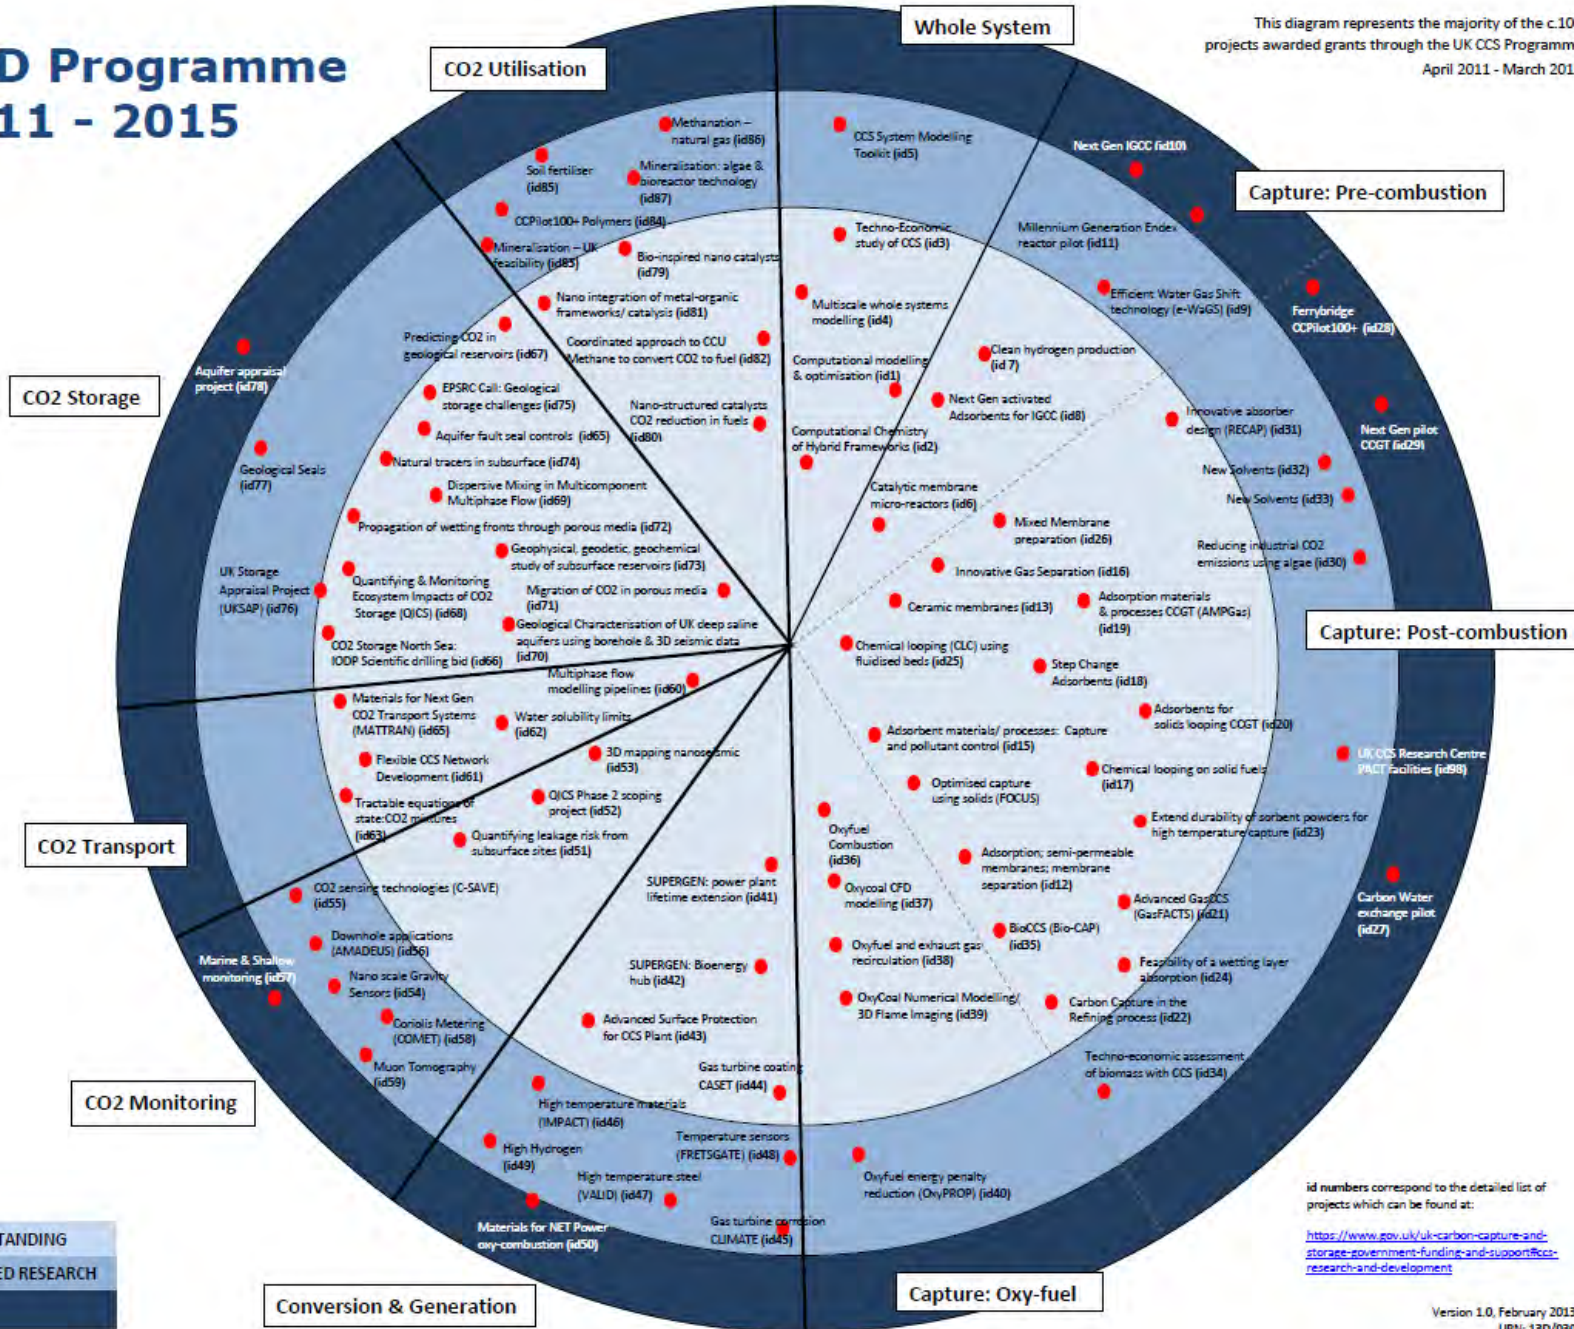 D Programme
11 - 2015
This diagram represents the majority of the c.10
projects awarded grants through the UK CCS Programm
April 2011 - March 201
Whole System
CO2 Utilisation
Capture: Pre-combustion
CO2 Storage
Capture: Post-combustion
CO2 Transport
CO2 Monitoring
Conversion & Generation
Capture: Oxy-fuel
Methanation –
natural gas (id86)
Soil fertiliser
(id85)
Mineralisation: algae &
bioreactor technology
(id87)
CCPilot100+ Polymers (id84)
Mineralisation – UK
feasibility (id83)
Bio-inspired nano catalysts
(id79)
Nano integration of metal-organic
frameworks/ catalysis (id81)
Coordinated approach to CCU
Methane to convert CO2 to fuel (id82)
Nano-structured catalysts
CO2 reduction in fuels
(id80)
CCS System Modelling
Toolkit (id5)
Techno-Economic
study of CCS (id3)
Multiscale whole systems
modelling (id4)
Computational modelling
& optimisation (id1)
Computational Chemistry
of Hybrid Frameworks (id2)
Next Gen IGCC (id10)
Millennium Generation Endex
reactor pilot (id11)
Efficient Water Gas Shift
technology (e-WaGS) (id9)
Clean hydrogen production
(id 7)
Next Gen activated
Adsorbents for IGCC (id8)
Catalytic membrane
micro-reactors (id6)
Ferrybridge
CCPilot100+ (id28)
Next Gen pilot
CCGT (id29)
Innovative absorber
design (RECAP) (id31)
New Solvents (id32)
New Solvents (id33)
Reducing industrial CO2
emissions using algae (id30)
Mixed Membrane
preparation (id26)
Innovative Gas Separation (id16)
Ceramic membranes (id13)
Adsorption materials
& processes CCGT (AMPGas)
(id19)
Chemical looping (CLC) using
fluidised beds (id25)
Step Change
Adsorbents (id18)
Adsorbents for
solids looping CCGT (id20)
Adsorbent materials/ processes: Capture
and pollutant control (id15)
UK CCS Research Centre
PACT facilities (id98)
Chemical looping on solid fuels
(id17)
Optimised capture
using solids (FOCUS)
Extend durability of sorbent powders for
high temperature capture (id23)
Adsorption; semi-permeable
membranes; membrane
separation (id12)
Carbon Water
exchange pilot
(id27)
Advanced GasCCS
(GasFACTS) (id21)
BioCCS (Bio-CAP)
(id35)
Feasibility of a wetting layer
absorption (id24)
Carbon Capture in the
Refining process (id22)
Techno-economic assessment
of biomass with CCS (id34)
Oxyfuel
Combustion
(id36)
Oxycoal CFD
modelling (id37)
Oxyfuel and exhaust gas
recirculation (id38)
OxyCoal Numerical Modelling/
3D Flame Imaging (id39)
Oxyfuel energy penalty
reduction (OxyPROP) (id40)
SUPERGEN: power plant
lifetime extension (id41)
SUPERGEN: Bioenergy
hub (id42)
Advanced Surface Protection
for CCS Plant (id43)
Gas turbine coating
CASET (id44)
High temperature materials
(IMPACT) (id46)
Temperature sensors
(FRETSGATE) (id48)
High Hydrogen
(id49)
High temperature steel
(VALID) (id47)
Materials for NET Power
oxy-combustion (id50)
Gas turbine corrosion
CLIMATE (id45)
3D mapping nanoseismic
(id53)
QICS Phase 2 scoping
project (id52)
Quantifying leakage risk from
subsurface sites (id51)
CO2 sensing technologies (C-SAVE)
(id55)
Downhole applications
(AMADEUS) (id56)
Marine & Shallow
monitoring (id57)
Nano scale Gravity
Sensors (id54)
Coriolis Metering
(COMET) (id58)
Muon Tomography
(id59)
Multiphase flow
modelling pipelines (id60)
Materials for Next Gen
CO2 Transport Systems
(MATTRAN) (id65)
Water solubility limits
(id62)
Flexible CCS Network
Development (id61)
Tractable equations of
state:CO2 mixtures
(id63)
Predicting CO2 in
geological reservoirs (id67)
Aquifer appraisal
project (id78)
EPSRC Call: Geological
storage challenges (id75)
Aquifer fault seal controls (id65)
Natural tracers in subsurface (id74)
Geological Seals
(id77)
Dispersive Mixing in Multicomponent
Multiphase Flow (id69)
Propagation of wetting fronts through porous media (id72)
Geophysical, geodetic, geochemical
study of subsurface reservoirs (id73)
UK Storage
Appraisal Project
(UKSAP) (id76)
Quantifying & Monitoring
Ecosystem Impacts of CO2
Storage (QICS) (id68)
Migration of CO2 in porous media
(id71)
Geological Characterisation of UK deep saline
aquifers using borehole & 3D seismic data
(id70)
CO2 Storage North Sea:
IODP Scientific drilling bid (id66)
TANDING
ED RESEARCH
id numbers correspond to the detailed list of
projects which can be found at:
https://www.gov.uk/uk-carbon-capture-and-
storage-government-funding-and-support#ccs-
research-and-development
Version 1.0, February 2013